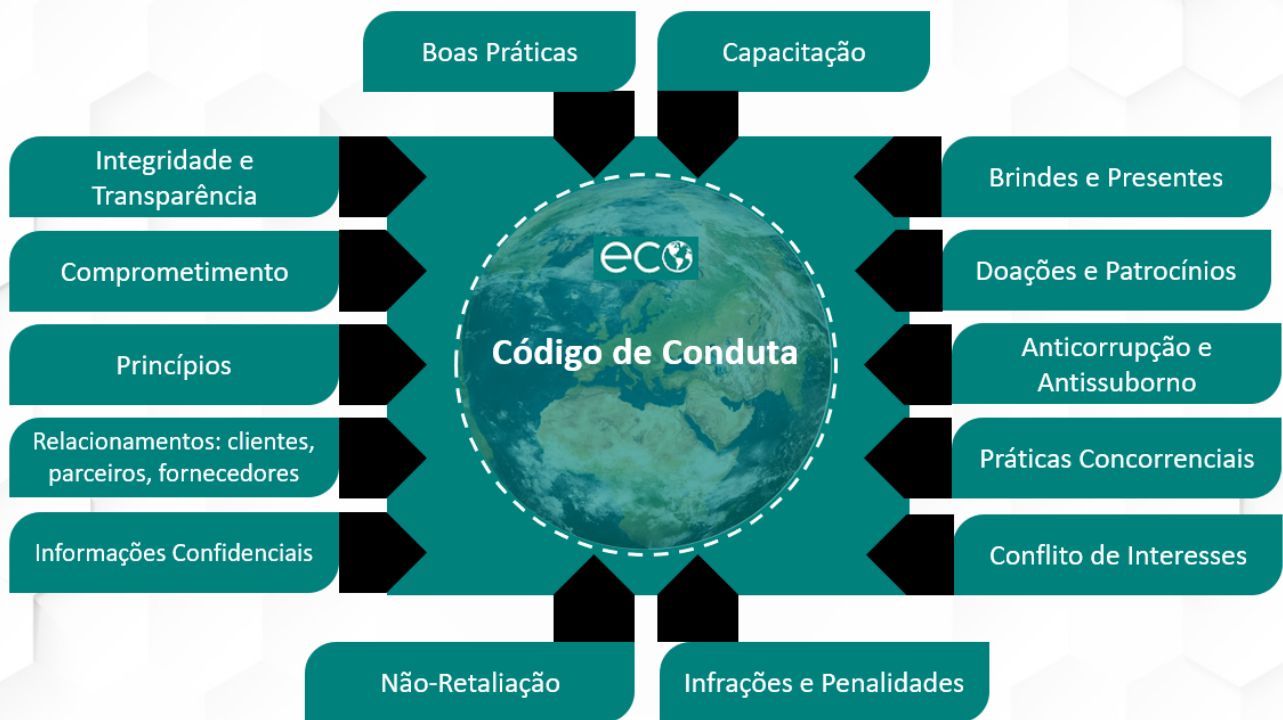 Boas Práticas
Capacitação
Integridade e
Transparência
Brindes e Presentes
eco
Comprometimento
Doações e Patrocínios
Código de Conduta
Princípios
Anticorrupção e
Antissuborno
Relacionamentos: clientes,
parceiros, fornecedores
Práticas Concorrenciais
Informações Confidenciais
Conflito de Interesses
Não-Retaliação
Infrações e Penalidades